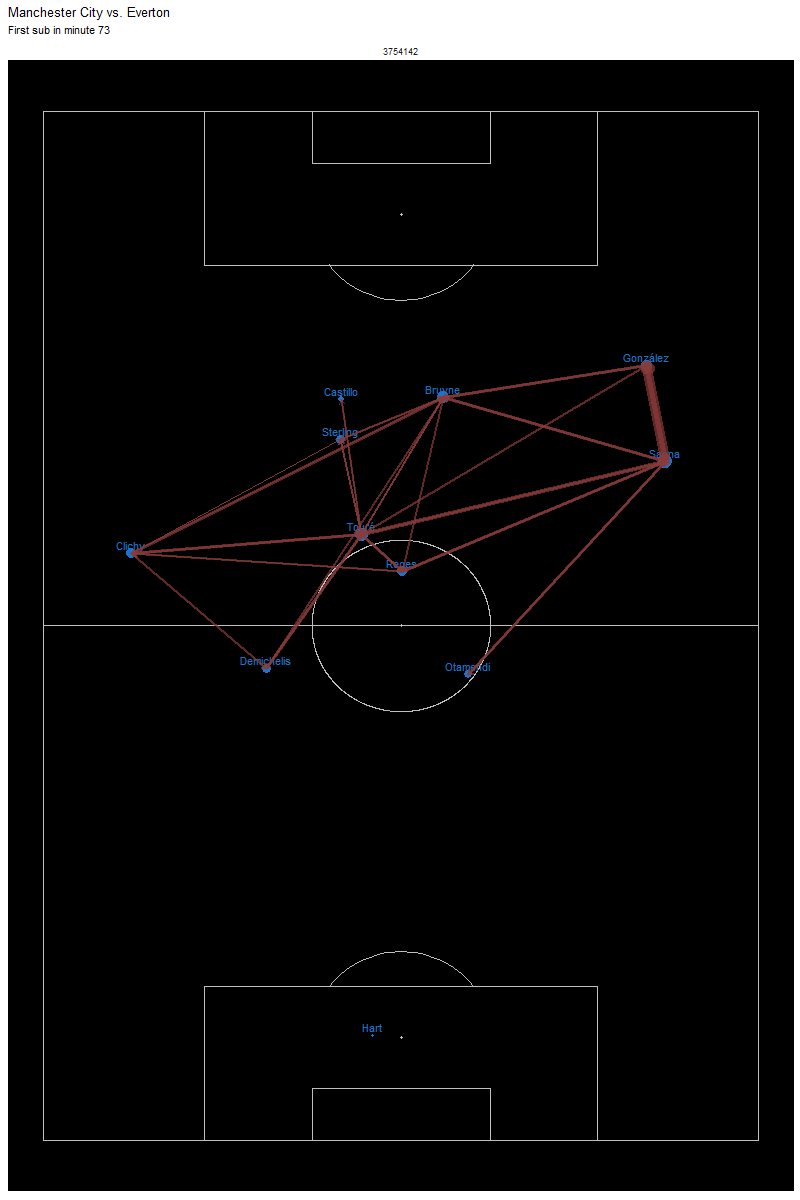 Manchester City vs. Everton
First sub in minute 73
3754142
González
Castillo
Bruyne
Sterling
Sagna
Touré
Clichy
Reges
Demichelis
Otamendi
Hart